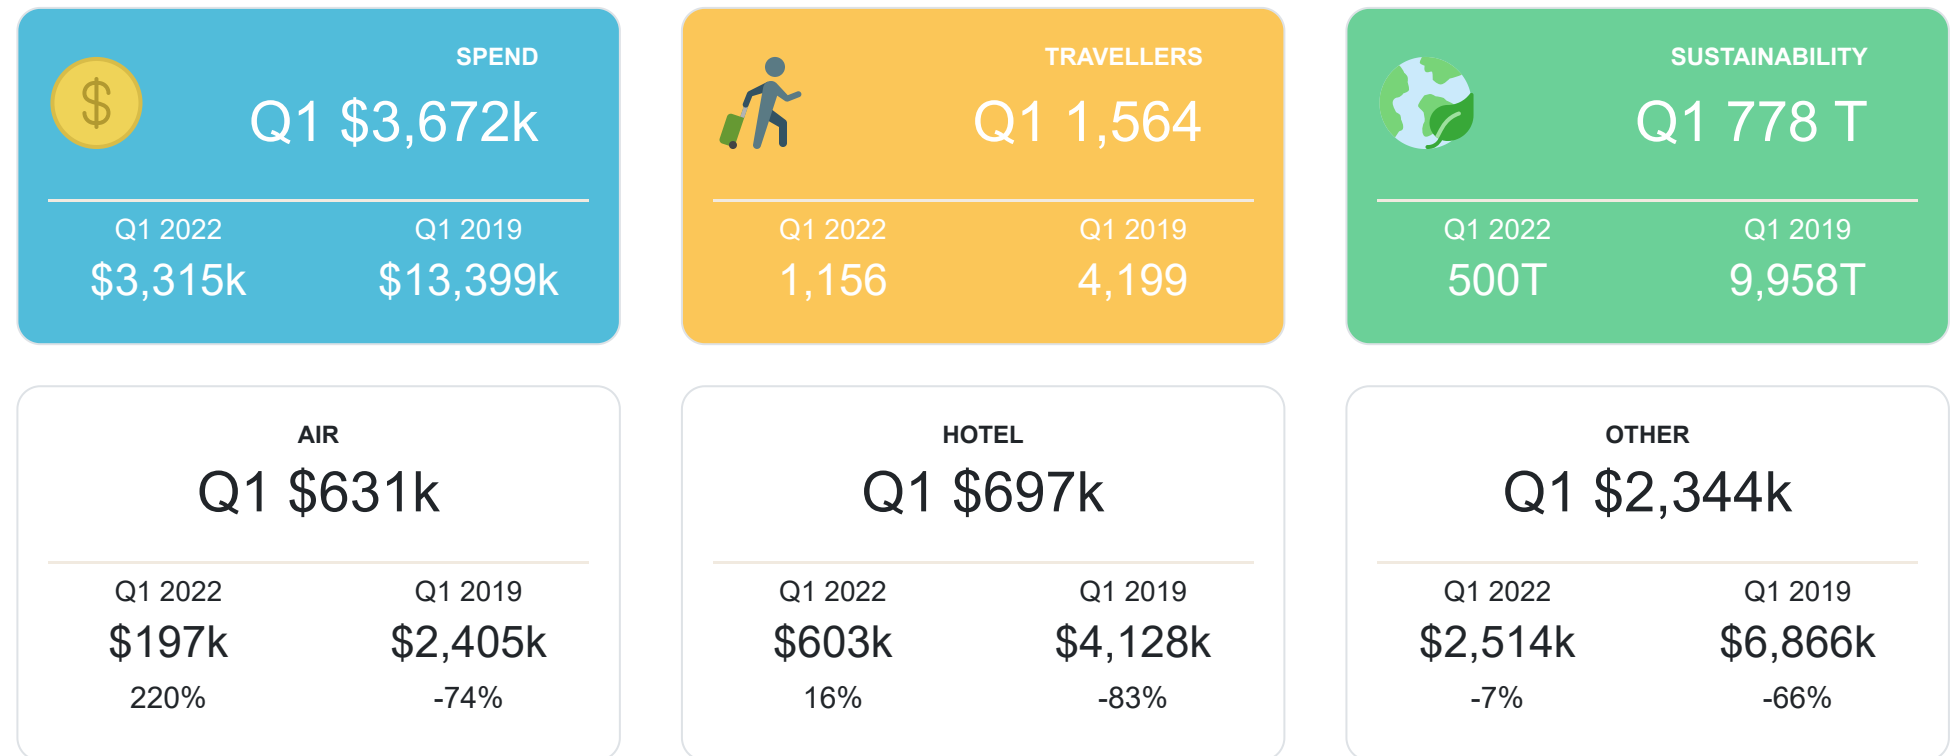 SPEND
$
Q1 $3,672k
Q1 2022 Q1 2019
$3,315k $13,399k
TRAVELLERS
Q1 1,564
Q1 2022 Q1 2019
1,156 4,199
SUSTAINABILITY
Q1 778 T
Q1 2022 Q1 2019
500T 9,958T
AIR
Q1 $631k
Q1 2022 Q1 2019
$197k $2,405k
220% -74%
HOTEL
Q1 $697k
Q1 2022 Q1 2019
$603k $4,128k
16% -83%
OTHER
Q1 $2,344k
Q1 2022 Q1 2019
$2,514k $6,866k
-7% -66%